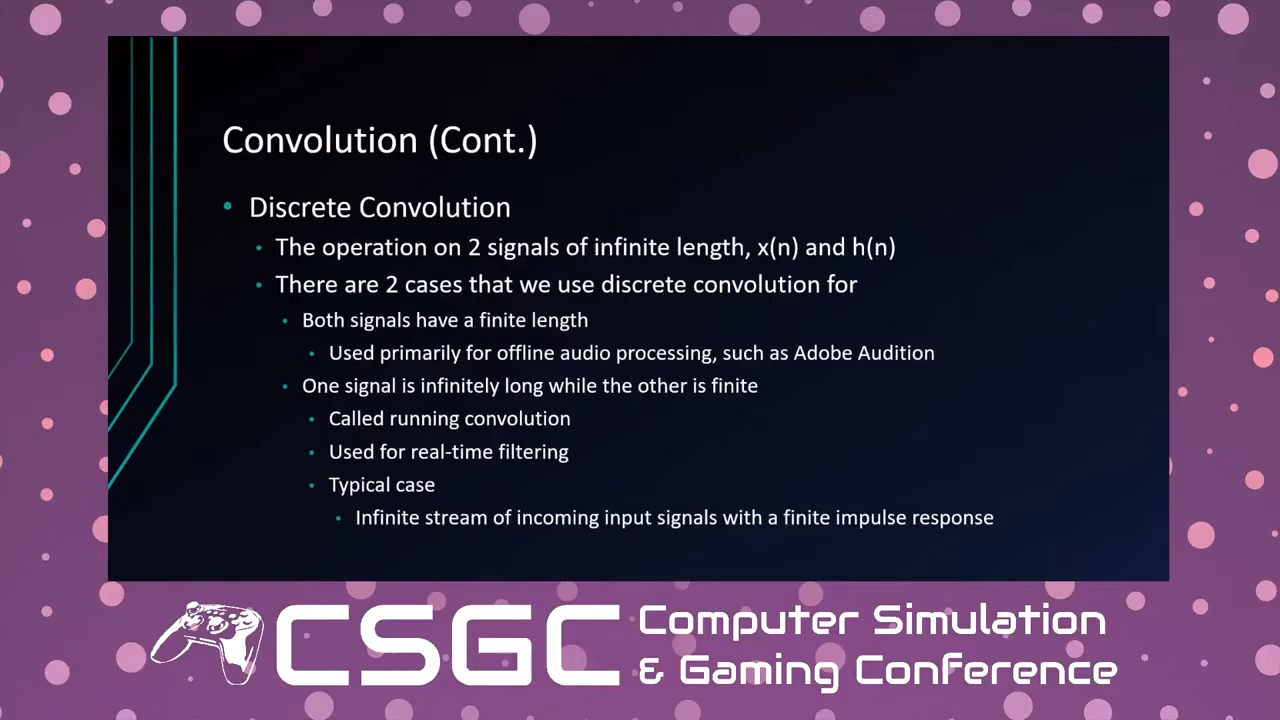 Convolution (Cont.)
Discrete Convolution
The operation on 2 signals of infinite length, x(n) and h(n)
There are 2 cases that we use discrete convolution for
Both signals have a finite length
Used primarily for offline audio processing, such as Adobe Audition
One signal is infinitely long while the other is finite
Called running convolution
Used for real-time filtering
Typical case
Infinite stream of incoming input signals with a finite impulse response
CSGC
Computer Simulation
& Gaming Conference